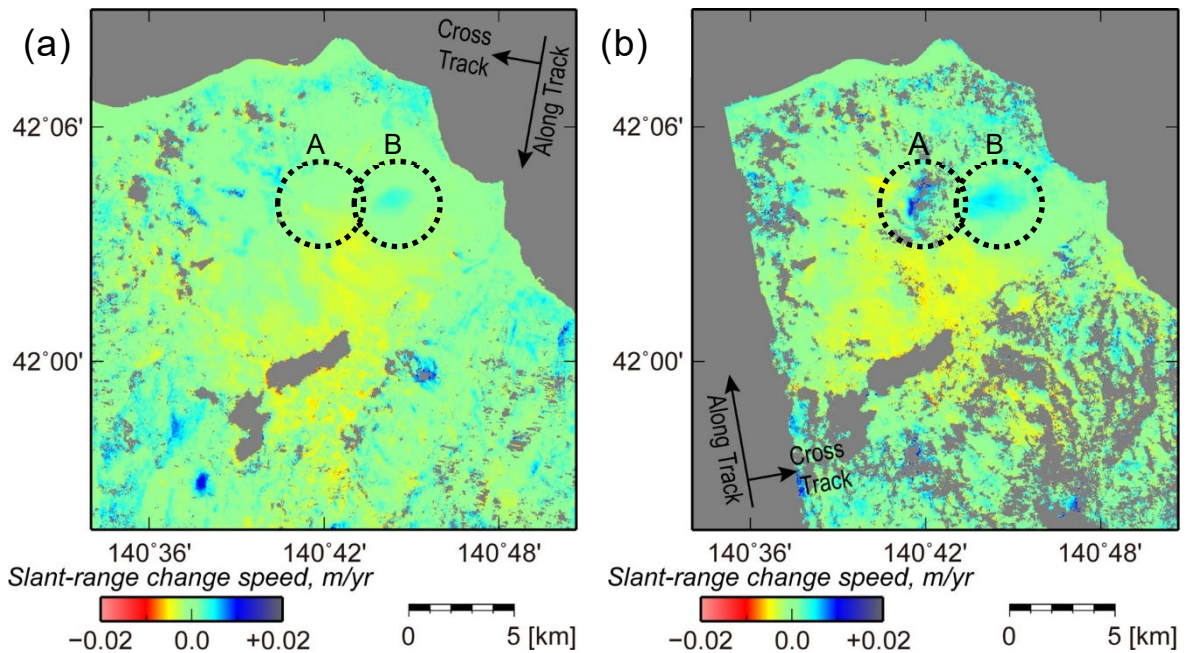 (a)
Cross
Track
Along Track
A
B
42°06'
42°00'
140°36'
140°42'
140°48'
Slant-range change speed, m/yr
−0.02
0.0
+0.02
0
5 [km]
(b)
A
B
42°06'
42°00'
Along Track
Cross
Track
140°36'
140°42'
140°48'
Slant-range change speed, m/yr
−0.02
0.0
+0.02
0
5 [km]